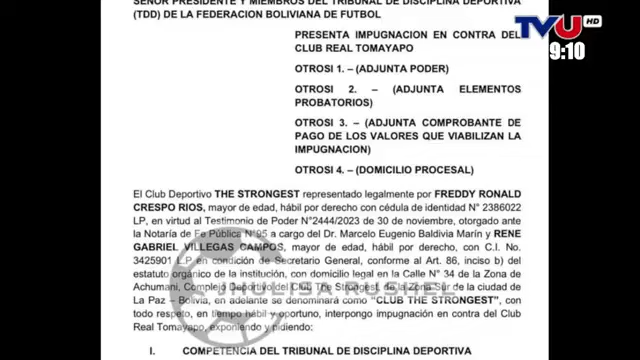 SEÑOR PRESIDENTE Y MIEMBROS DEL TRIBUNAL DE DISCIPLINA DEPORTIVA
(TDD) DE LA FEDERACION BOLIVIANA DE FUTBOL
TVU HD
9:10
PRESENTA IMPUGNACION EN CONTRA DEL
CLUB REAL TOMAYAPO
OTROSI 1. – (ADJUNTA PODER)
OTROSI 2. – (ADJUNTA ELEMENTOS
PROBATORIOS)
OTROSI 3. – (ADJUNTA COMPROBANTE DE
PAGO DE LOS VALORES QUE VIABILIZAN LA
IMPUGNACION)
OTROSI 4. – (DOMICILIO PROCESAL)
El Club Deportivo THE STRONGEST representado legalmente por FREDDY RONALD
CRESPO RIOS, mayor de edad, hábil por derecho con cédula de identidad N° 2386022
LP, en virtud al Testimonio de Poder N°2444/2023 de 30 de noviembre, otorgado ante
la Notaría de Fe Pública N°95 a cargo del Dr. Marcelo Eugenio Baldivia Marín y RENE
GABRIEL VILLEGAS CAMPOS, mayor de edad, hábil por derecho, con C.I. No.
3425901 L.P en condición de Secretario General, conforme al Art. 86, inciso b) del
estatuto orgánico de la institución, con domicilio legal en la Calle N° 34 de la Zona de
Achumani, Complejo Deportivo del Club The Strongest, en la Zona Sur de la ciudad de
La Paz – Bolivia, en adelante se denominará como "CLUB THE STRONGEST", con
todo respeto, en tiempo hábil y oportuno, interpongo impugnación en contra del Club
Real Tomayapo, exponiendo y pidiendo:
JHOLISA RUSHEL
I. COMPETENCIA DEL TRIBUNAL DE DISCIPLINA DEPORTIVA